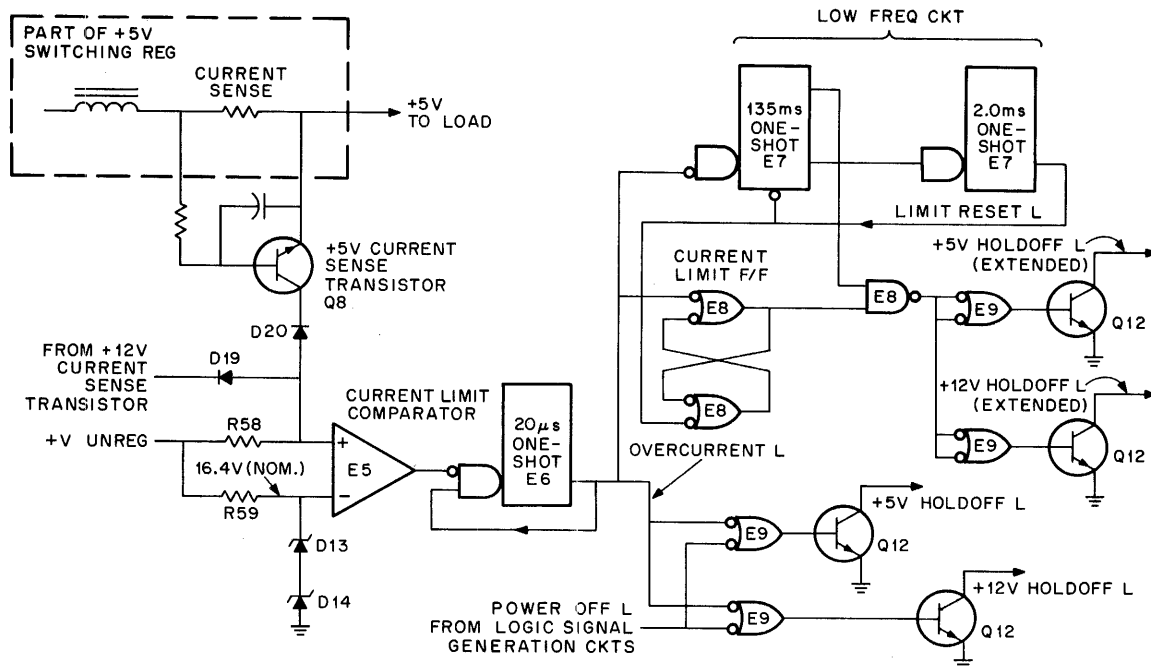 LOW FREQ CKT
PART OF +5V
SWITCHING REG
CURRENT
SENSE
+5V
TO LOAD
135ms
ONE-
SHOT
E7
2.0ms
ONE-
SHOT
E7
LIMIT RESET L
+5V CURRENT
SENSE
TRANSISTOR
Q8
CURRENT
LIMIT F/F
+5V HOLDOFF L
(EXTENDED)
E8
E8
E9
Q12
D20
FROM +12V
CURRENT
SENSE
TRANSISTOR
D19
CURRENT LIMIT
COMPARATOR
+12V HOLDOFF L
(EXTENDED)
E8
+V UNREG
R58
20µs
ONE-
SHOT
E6
OVERCURRENT L
E9
Q12
16.4V (NOM.)
+
E5
−
R59
+5V HOLDOFF L
D13
E9
Q12
D14
+12V HOLDOFF L
POWER OFF L
FROM LOGIC SIGNAL
GENERATION CKTS
E9
Q12